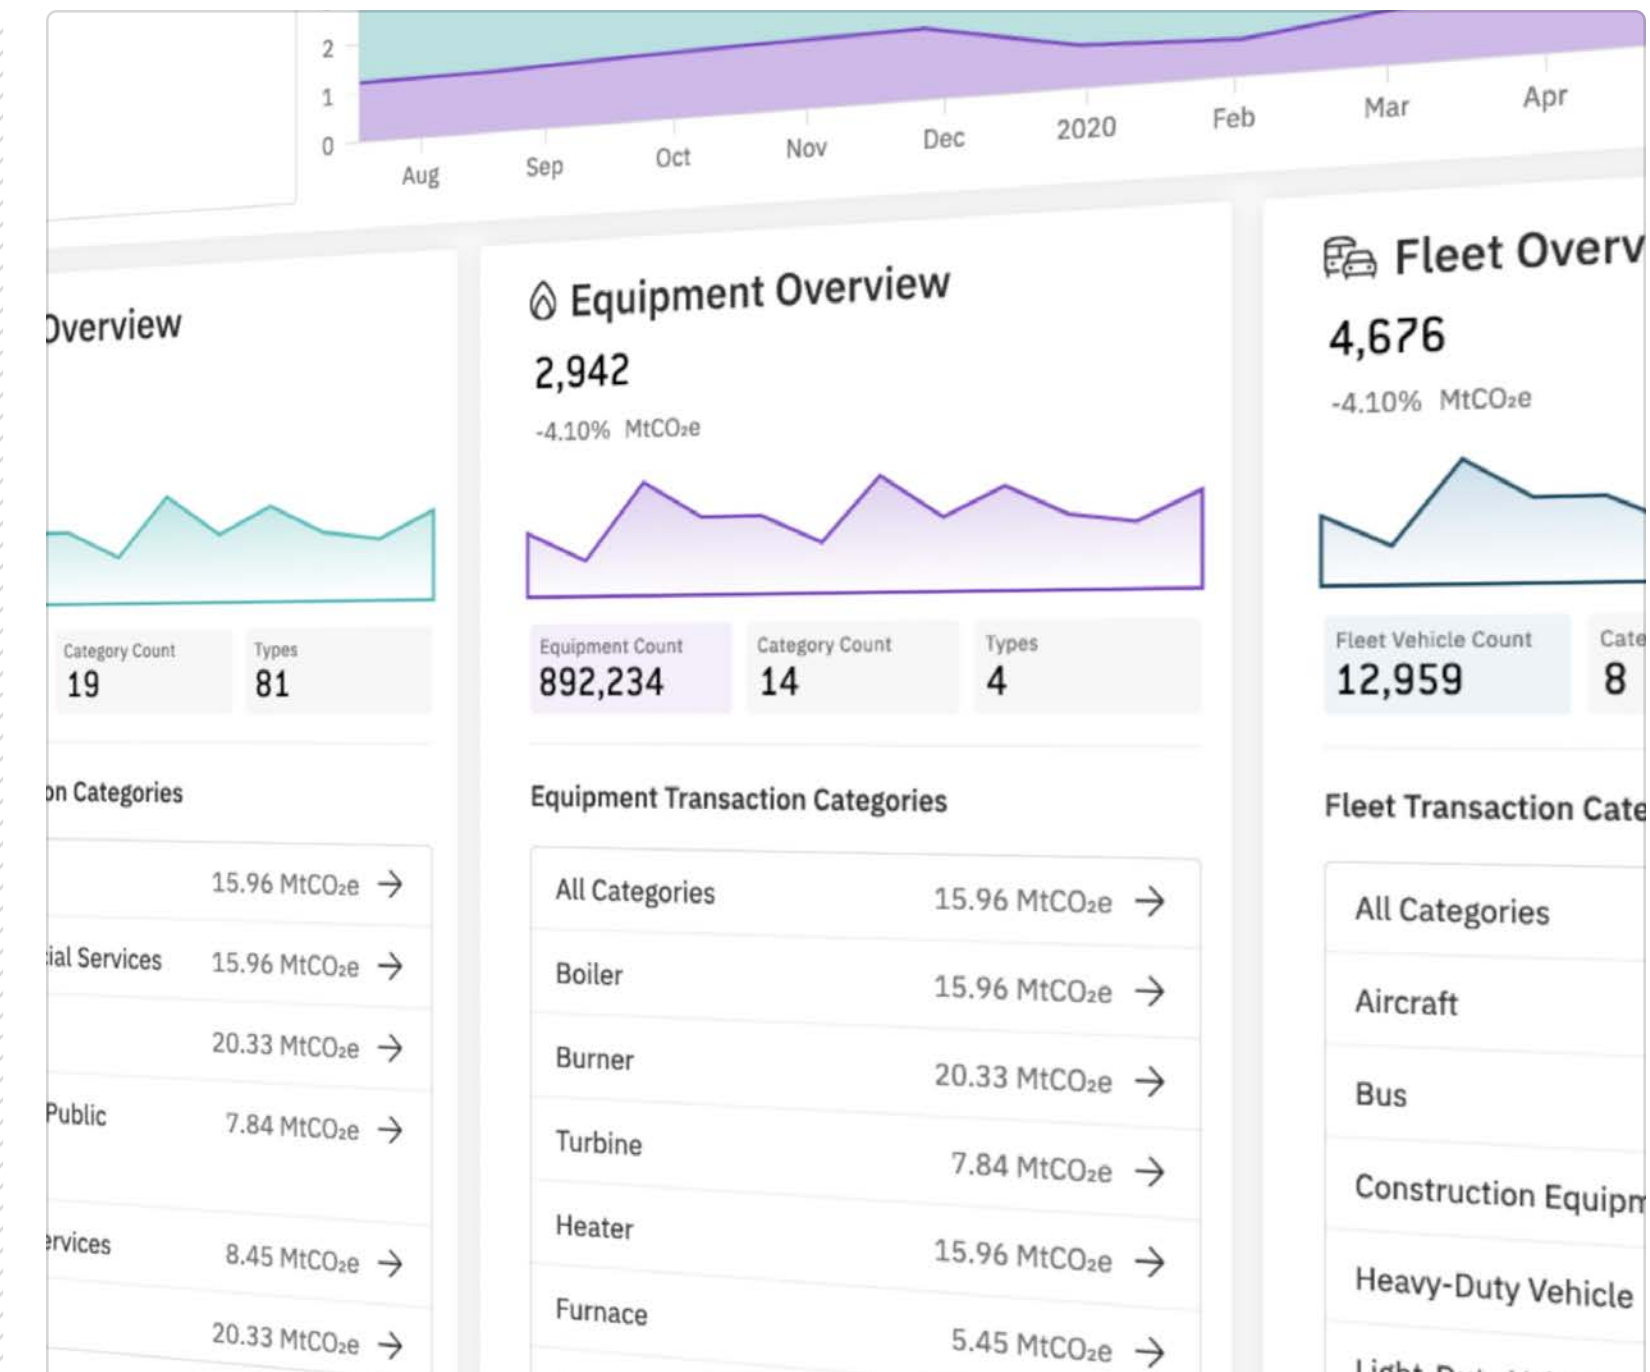 2
1
0
Aug Sep Oct Nov Dec 2020 Feb Mar Apr
Overview
Equipment Overview
2,942
-4.10% MtCO₂e
Fleet Overv
4,676
-4.10% MtCO₂e
Category Count
19
Types
81
Equipment Count
892,234
Category Count
14
Types
4
Fleet Vehicle Count
12,959
Cate
8
on Categories
15.96 MtCO₂e
ial Services 15.96 MtCO₂e
20.33 MtCO₂e
Public 7.84 MtCO₂e
ervices 8.45 MtCO₂e
20.33 MtCO₂e
Equipment Transaction Categories
All Categories 15.96 MtCO₂e
Boiler 15.96 MtCO₂e
Burner 20.33 MtCO₂e
Turbine 7.84 MtCO₂e
Heater 15.96 MtCO₂e
Furnace 5.45 MtCO₂e
Fleet Transaction Cate
All Categories
Aircraft
Bus
Construction Equipm
Heavy-Duty Vehicle